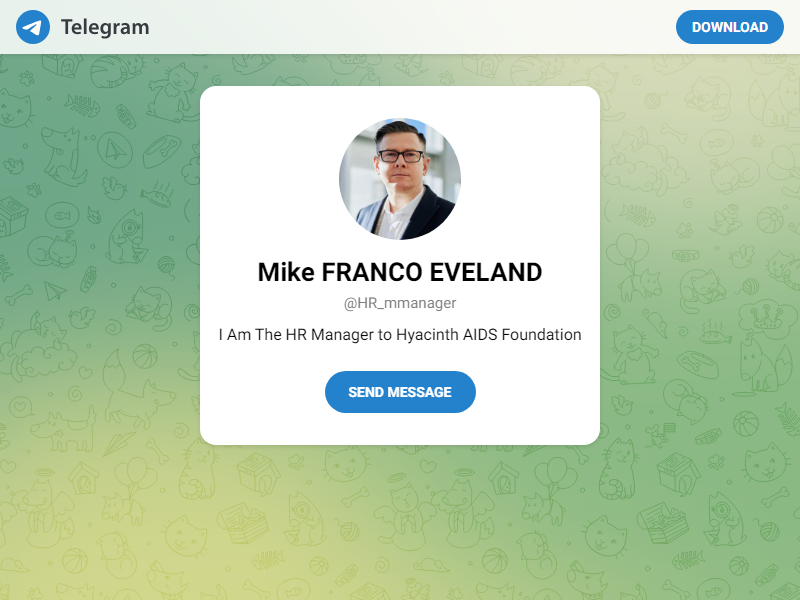 Telegram
DOWNLOAD
Mike FRANCO EVELAND
@HR_mmanager
I Am The HR Manager to Hyacinth AIDS Foundation
SEND MESSAGE